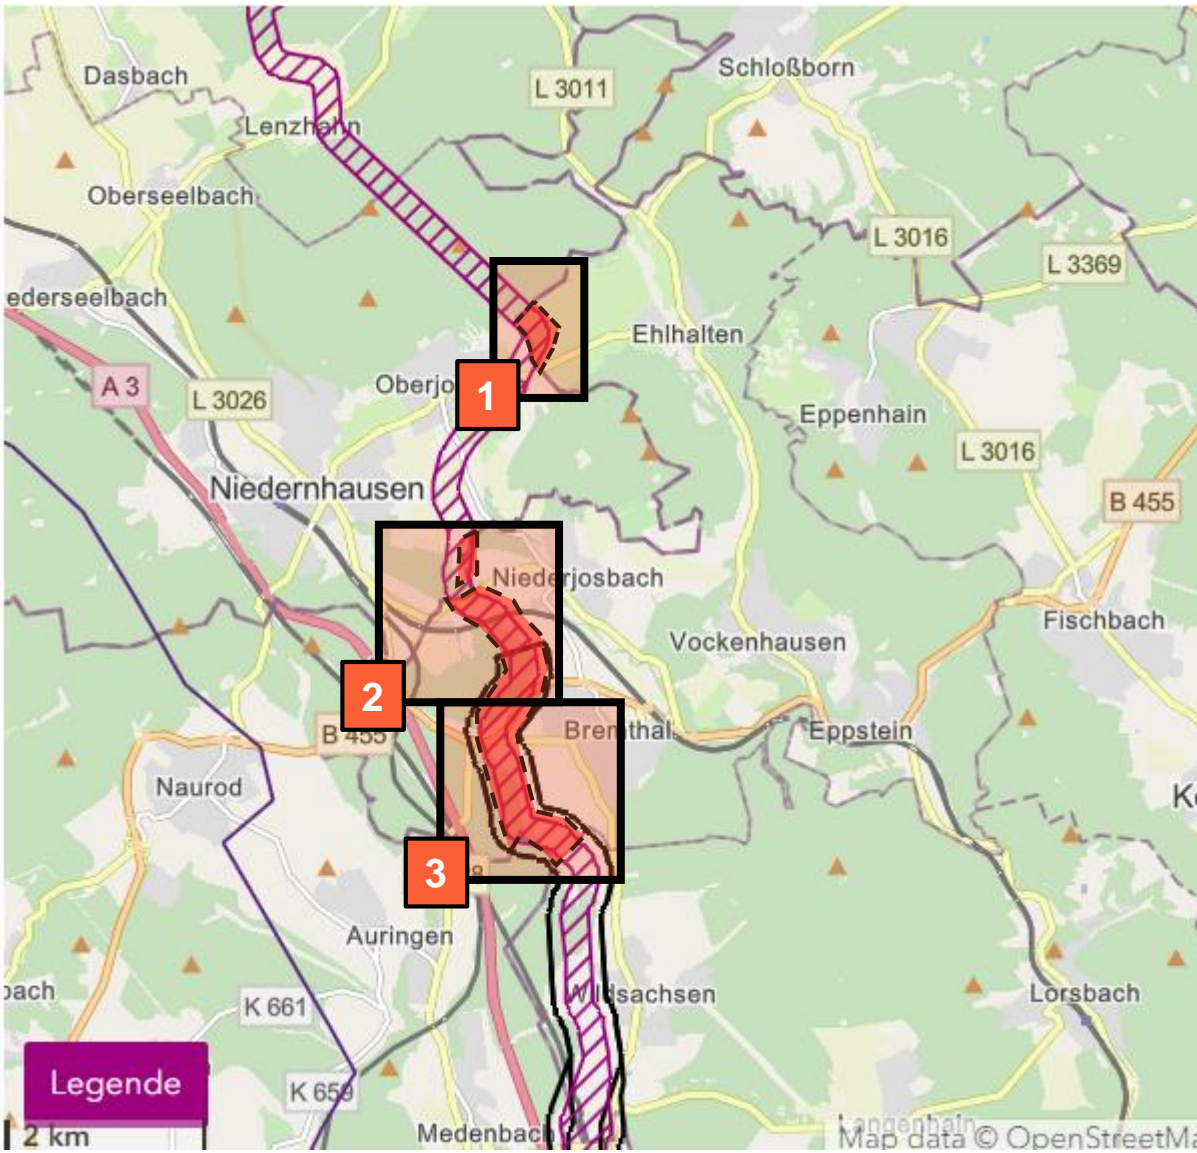 Schloßborn
Dasbach
L 3011
Lenzhahn
Oberseelbach
L 3016
L 3369
ederseelbach
Ehlhalten
A 3
Oberjo
1
L 3026
Eppenhain
L 3016
Niedernhausen
B 455
Niederjosbach
Fischbach
Vockenhausen
2
B 455
Bremthal
Eppstein
Naurod
K
3
8
Auringen
bach
K 661
Wildsachsen
Lorsbach
Legende
K 659
2 km
Medenbach
Langenhain
Map data © OpenStreetMa